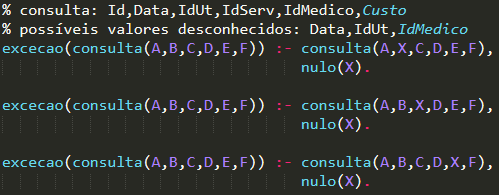 % consulta: Id,Data,IdUt,IdServ,IdMedico,Custo
% possíveis valores desconhecidos: Data,IdUt,IdMedico
excecao(consulta(A,B,C,D,E,F)) :- consulta(A,X,C,D,E,F),
nulo(X).
excecao(consulta(A,B,C,D,E,F)) :- consulta(A,B,X,D,E,F),
nulo(X).
excecao(consulta(A,B,C,D,E,F)) :- consulta(A,B,C,D,X,F),
nulo(X).